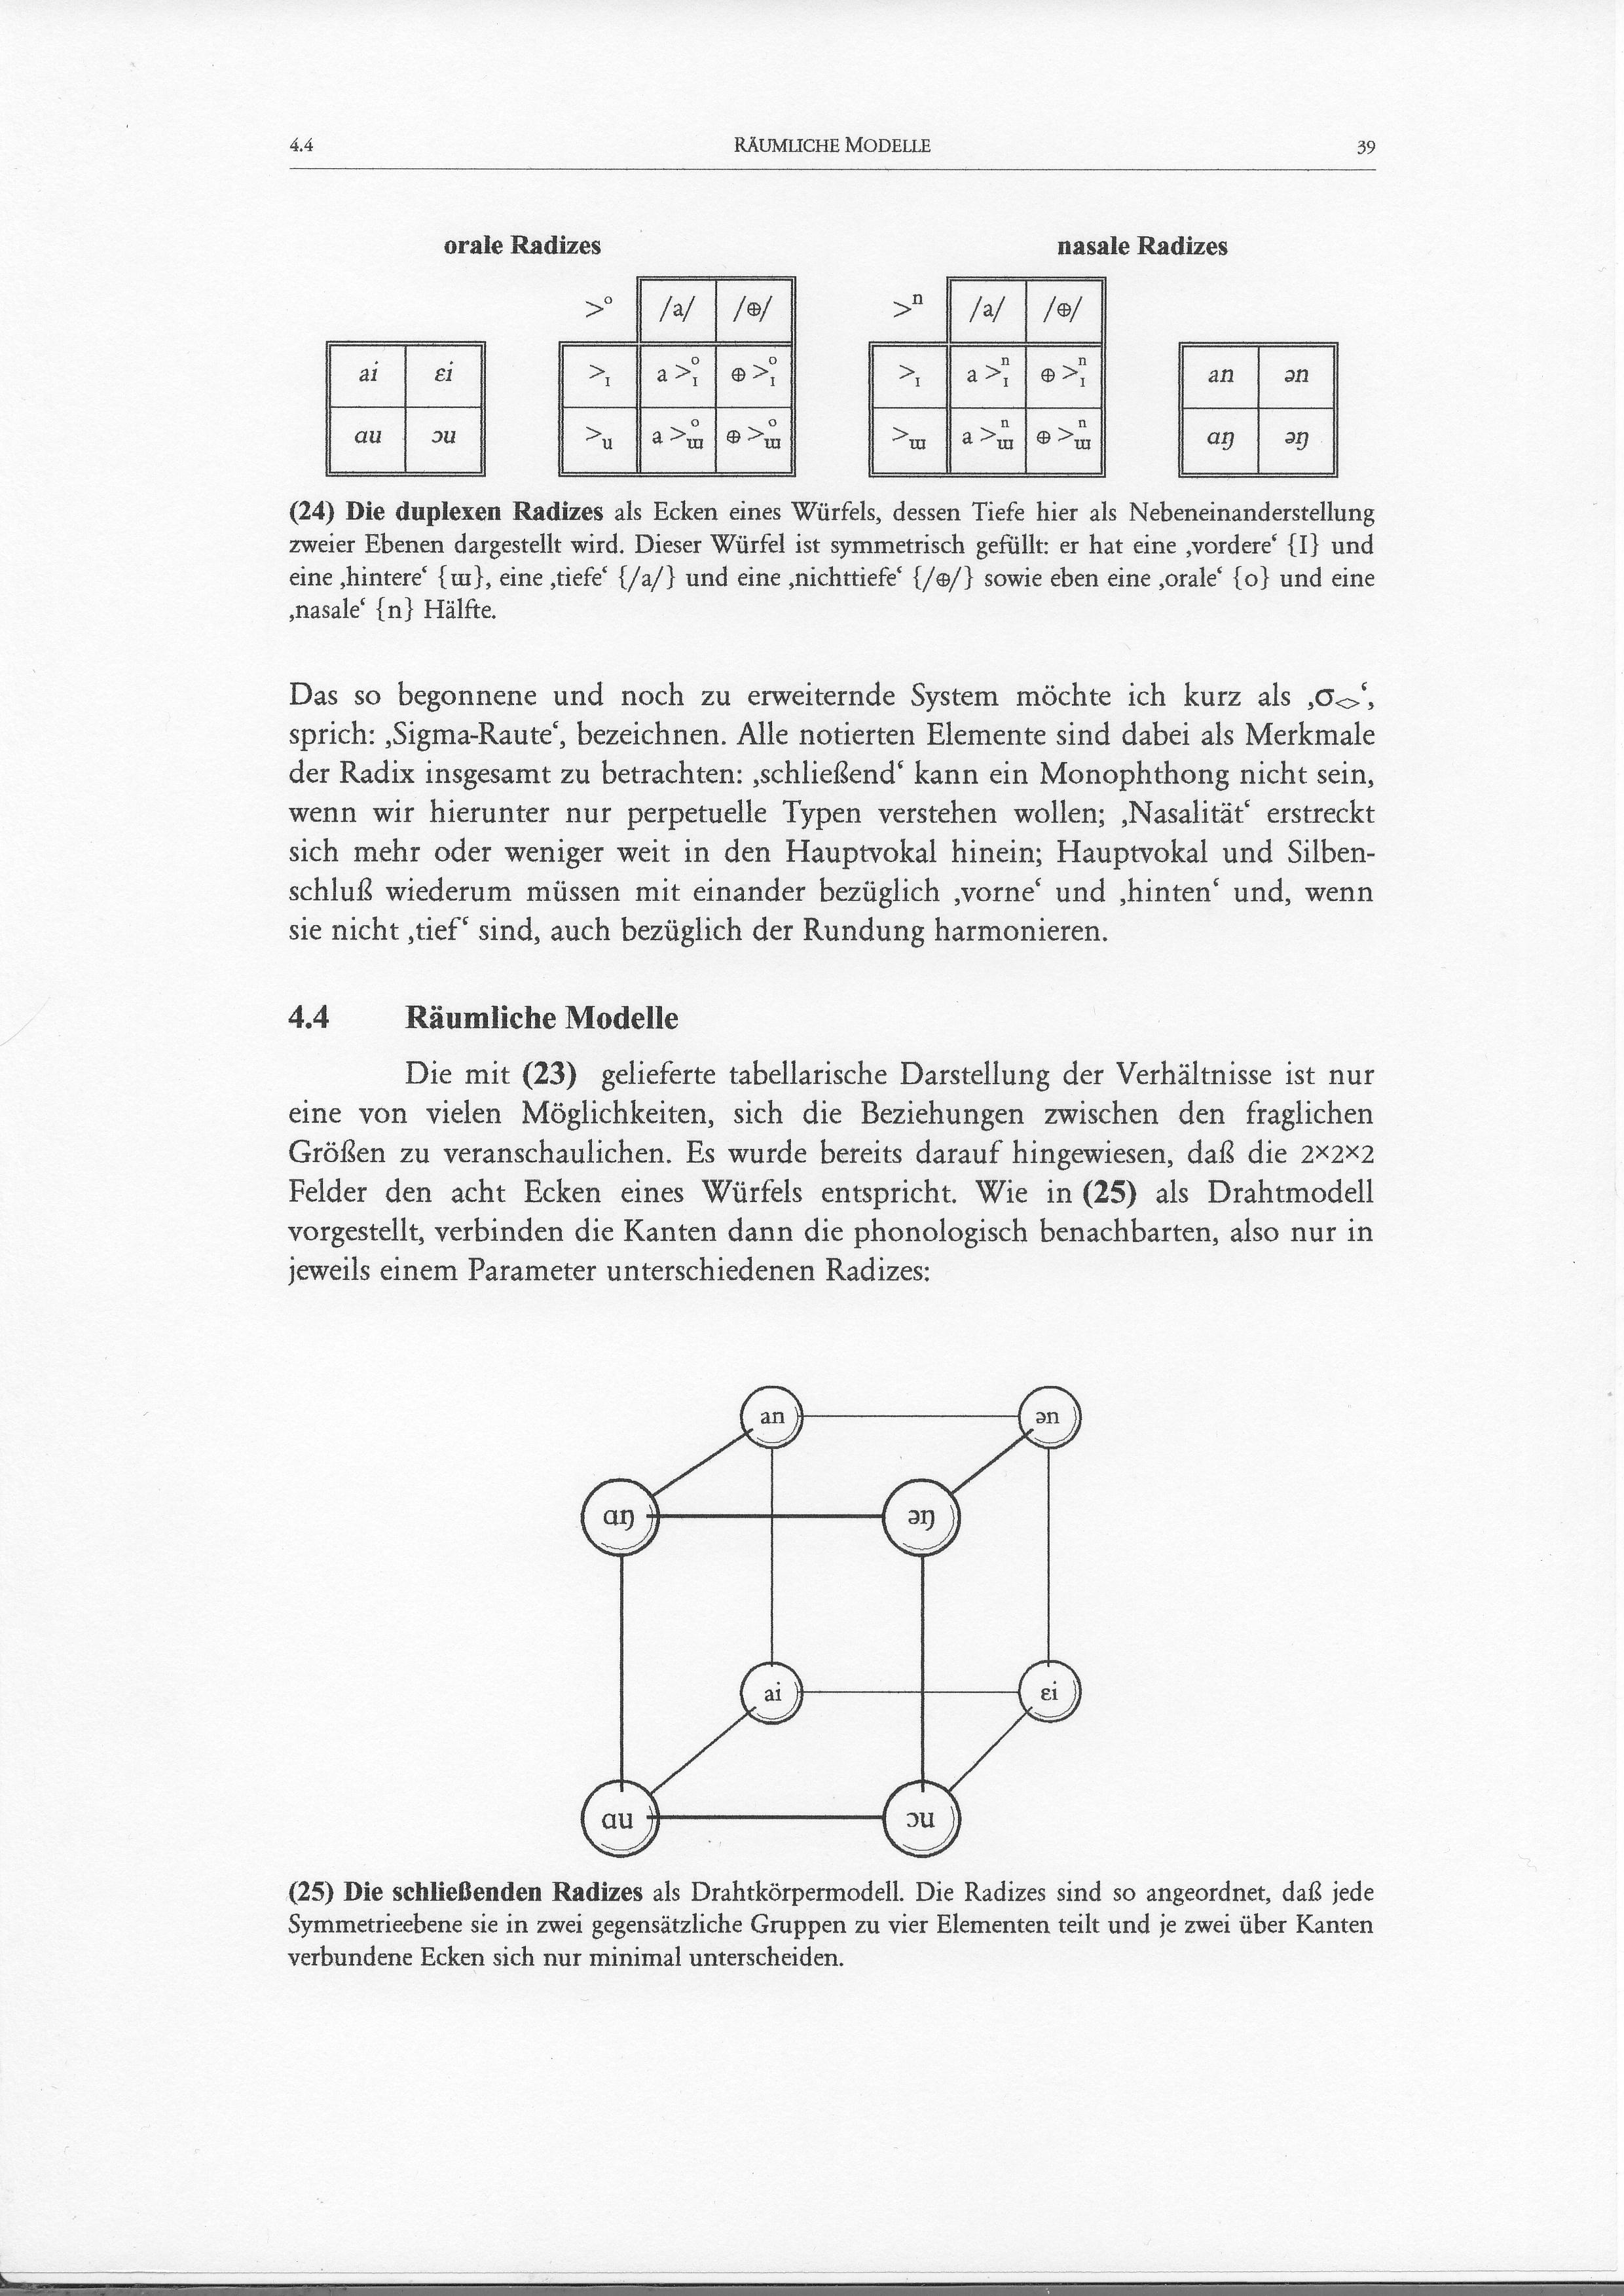 4.4 RÄUMLICHE MODELLE 39
orale Radizes nasale Radizes
>° /a/ /⊕/ >ⁿ /a/ /⊕/
ai εi >ɪ a >°ɪ ⊕ >°ɪ >ɪ a >ⁿɪ ⊕ >ⁿɪ an ən
ɑu ɔu >u a >°ɯ ⊕ >°ɯ >ɯ a >ⁿɯ ⊕ >ⁿɯ ɑŋ əŋ
(24) Die duplexen Radizes als Ecken eines Würfels, dessen Tiefe hier als Nebeneinanderstellung
zweier Ebenen dargestellt wird. Dieser Würfel ist symmetrisch gefüllt: er hat eine ‚vordere‘ {I} und
eine ‚hintere‘ {ɯ}, eine ‚tiefe‘ {/a/} und eine ‚nichttiefe‘ {/⊕/} sowie eben eine ‚orale‘ {o} und eine
‚nasale‘ {n} Hälfte.
Das so begonnene und noch zu erweiternde System möchte ich kurz als ‚σ<>‘,
sprich: ‚Sigma-Raute‘, bezeichnen. Alle notierten Elemente sind dabei als Merkmale
der Radix insgesamt zu betrachten: ‚schließend‘ kann ein Monophthong nicht sein,
wenn wir hierunter nur perpetuelle Typen verstehen wollen; ‚Nasalität‘ erstreckt
sich mehr oder weniger weit in den Hauptvokal hinein; Hauptvokal und Silben-
schluß wiederum müssen mit einander bezüglich ‚vorne‘ und ‚hinten‘ und, wenn
sie nicht ‚tief‘ sind, auch bezüglich der Rundung harmonieren.
4.4 Räumliche Modelle
Die mit (23) gelieferte tabellarische Darstellung der Verhältnisse ist nur
eine von vielen Möglichkeiten, sich die Beziehungen zwischen den fraglichen
Größen zu veranschaulichen. Es wurde bereits darauf hingewiesen, daß die 2×2×2
Felder den acht Ecken eines Würfels entspricht. Wie in (25) als Drahtmodell
vorgestellt, verbinden die Kanten dann die phonologisch benachbarten, also nur in
jeweils einem Parameter unterschiedenen Radizes:
an ən
ɑŋ əŋ
ai εi
ɑu ɔu
(25) Die schließenden Radizes als Drahtkörpermodell. Die Radizes sind so angeordnet, daß jede
Symmetrieebene sie in zwei gegensätzliche Gruppen zu vier Elementen teilt und je zwei über Kanten
verbundene Ecken sich nur minimal unterscheiden.